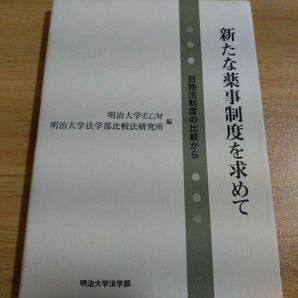 新たな薬事制度を求めて
日独法制度の比較から
明治大学ELM
明治大学法学部比較法研究所
編
明治大学法学部